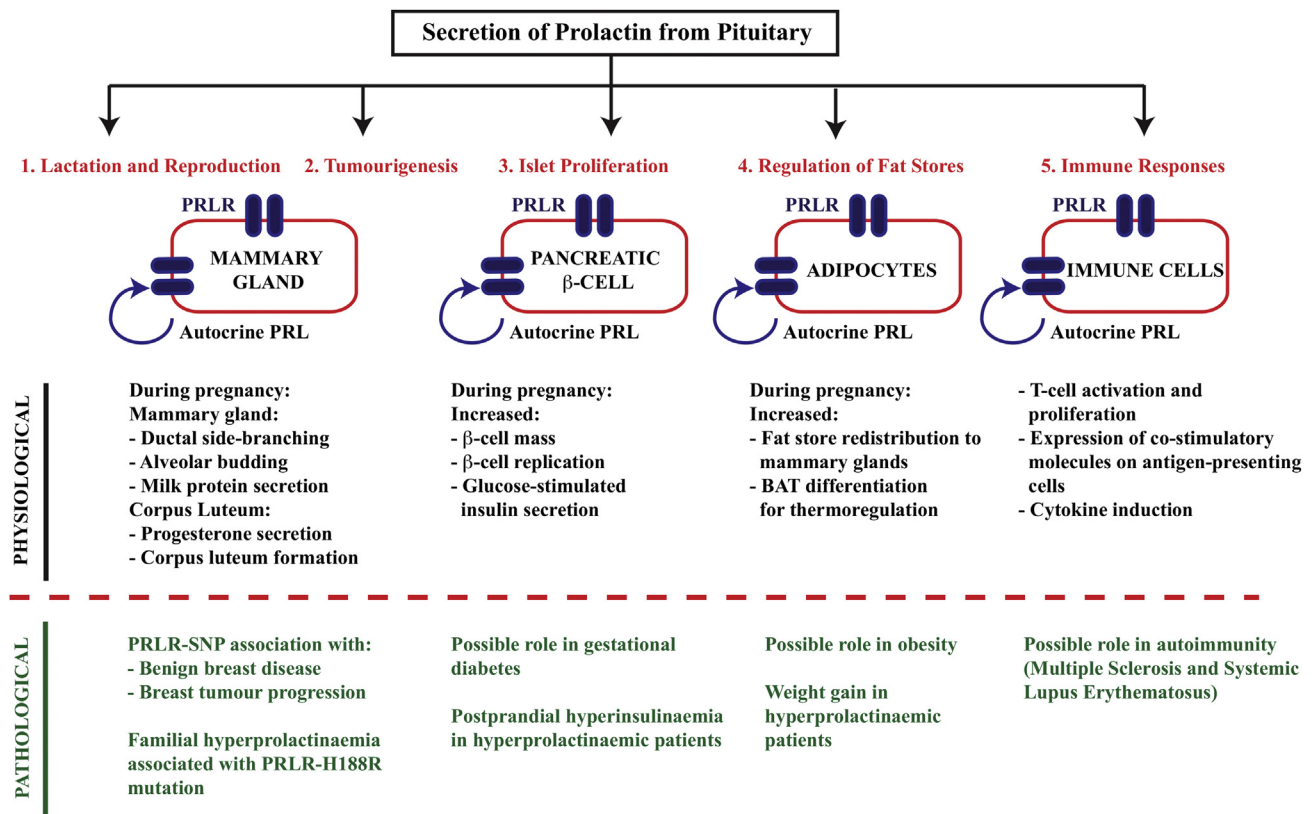 Secretion of Prolactin from Pituitary
1. Lactation and Reproduction
2. Tumourigenesis
3. Islet Proliferation
4. Regulation of Fat Stores
5. Immune Responses
PRLR
MAMMARY
GLAND
Autocrine PRL
PRLR
PANCREATIC
β-CELL
Autocrine PRL
PRLR
ADIPOCYTES
Autocrine PRL
PRLR
IMMUNE CELLS
Autocrine PRL
PHYSIOLOGICAL
During pregnancy:
Mammary gland:
- Ductal side-branching
- Alveolar budding
- Milk protein secretion
Corpus Luteum:
- Progesterone secretion
- Corpus luteum formation
During pregnancy:
Increased:
- β-cell mass
- β-cell replication
- Glucose-stimulated
insulin secretion
During pregnancy:
Increased:
- Fat store redistribution to
mammary glands
- BAT differentiation
for thermoregulation
- T-cell activation and
proliferation
- Expression of co-stimulatory
molecules on antigen-presenting
cells
- Cytokine induction
PATHOLOGICAL
PRLR-SNP association with:
- Benign breast disease
- Breast tumour progression
Familial hyperprolactinaemia
associated with PRLR-H188R
mutation
Possible role in gestational
diabetes
Postprandial hyperinsulinaemia
in hyperprolactinaemic patients
Possible role in obesity
Weight gain in
hyperprolactinaemic
patients
Possible role in autoimmunity
(Multiple Sclerosis and Systemic
Lupus Erythematosus)